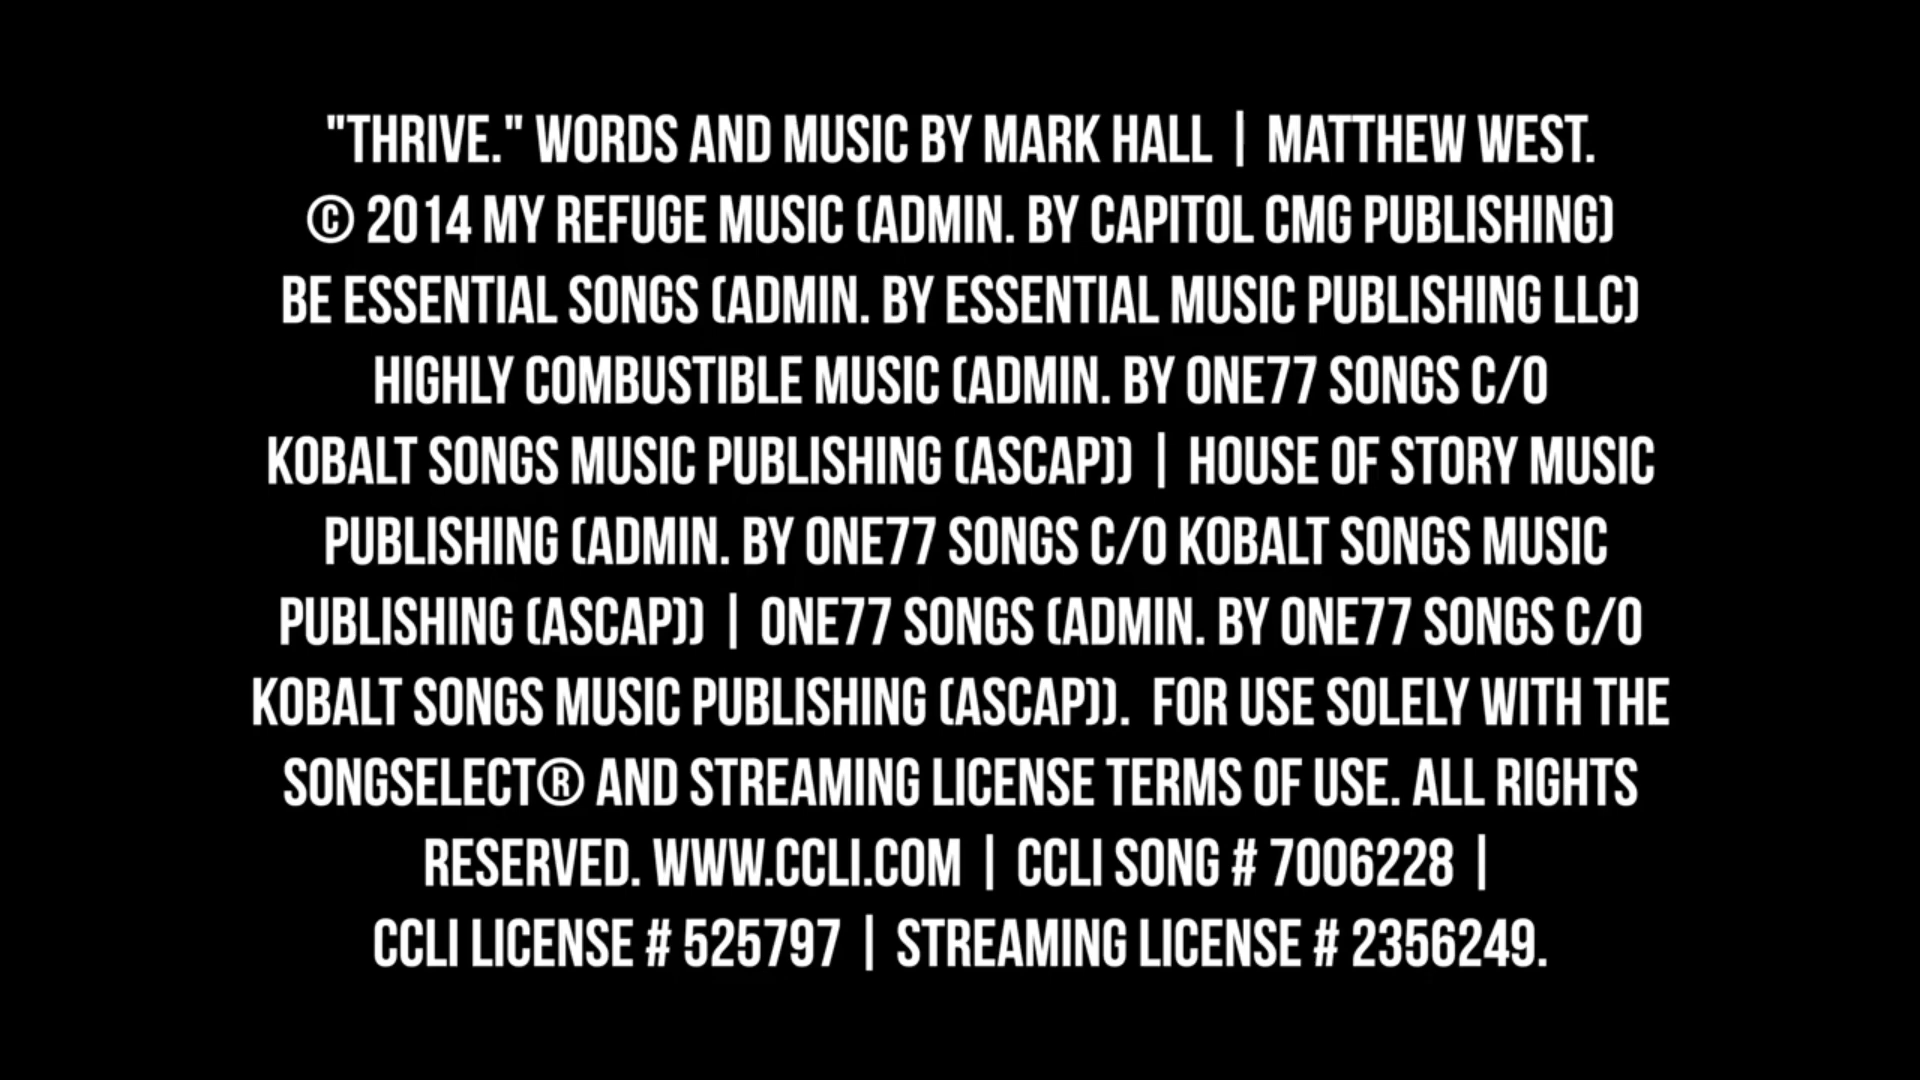 "THRIVE." WORDS AND MUSIC BY MARK HALL | MATTHEW WEST.
© 2014 MY REFUGE MUSIC (ADMIN. BY CAPITOL CMG PUBLISHING)
BE ESSENTIAL SONGS (ADMIN. BY ESSENTIAL MUSIC PUBLISHING LLC)
HIGHLY COMBUSTIBLE MUSIC (ADMIN. BY ONE77 SONGS C/O
KOBALT SONGS MUSIC PUBLISHING (ASCAP)) | HOUSE OF STORY MUSIC
PUBLISHING (ADMIN. BY ONE77 SONGS C/O KOBALT SONGS MUSIC
PUBLISHING (ASCAP)) | ONE77 SONGS (ADMIN. BY ONE77 SONGS C/O
KOBALT SONGS MUSIC PUBLISHING (ASCAP)).  FOR USE SOLELY WITH THE
SONGSELECT® AND STREAMING LICENSE TERMS OF USE. ALL RIGHTS
RESERVED. WWW.CCLI.COM | CCLI SONG # 7006228 |
CCLI LICENSE # 525797 | STREAMING LICENSE # 2356249.